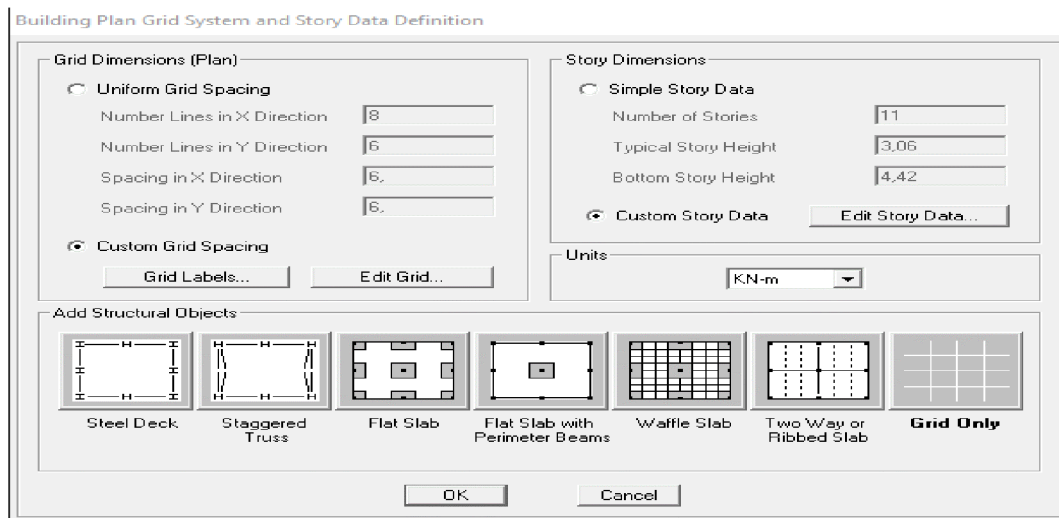 Building Plan Grid System and Story Data Definition
Grid Dimensions (Plan)
Uniform Grid Spacing
Number Lines in X Direction 8
Number Lines in Y Direction 6
Spacing in X Direction 6,
Spacing in Y Direction 6,
Custom Grid Spacing
Grid Labels... Edit Grid...
Story Dimensions
Simple Story Data
Number of Stories 11
Typical Story Height 3,06
Bottom Story Height 4,42
Custom Story Data Edit Story Data...
Units
KN-m
Add Structural Objects
Steel Deck
Staggered
Truss
Flat Slab
Flat Slab with
Perimeter Beams
Waffle Slab
Two Way or
Ribbed Slab
Grid Only
OK Cancel